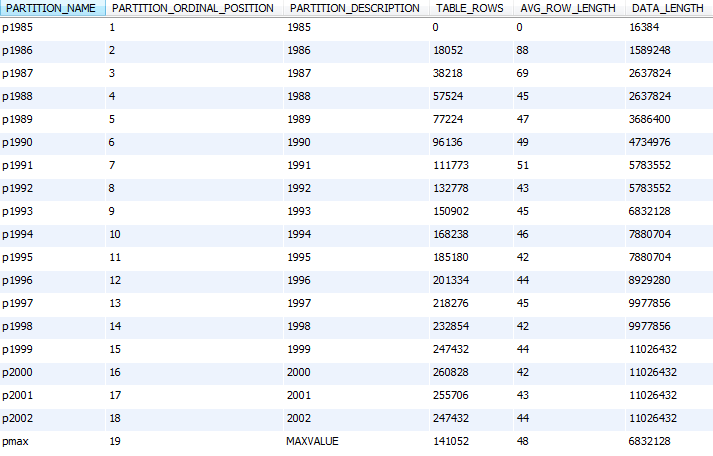 PARTITION_NAME PARTITION_ORDINAL_POSITION PARTITION_DESCRIPTION TABLE_ROWS AVG_ROW_LENGTH DATA_LENGTH
p1985 1 1985 0 0 16384
p1986 2 1986 18052 88 1589248
p1987 3 1987 38218 69 2637824
p1988 4 1988 57524 45 2637824
p1989 5 1989 77224 47 3686400
p1990 6 1990 96136 49 4734976
p1991 7 1991 111773 51 5783552
p1992 8 1992 132778 43 5783552
p1993 9 1993 150902 45 6832128
p1994 10 1994 168238 46 7880704
p1995 11 1995 185180 42 7880704
p1996 12 1996 201334 44 8929280
p1997 13 1997 218276 45 9977856
p1998 14 1998 232854 42 9977856
p1999 15 1999 247432 44 11026432
p2000 16 2000 260828 42 11026432
p2001 17 2001 255706 43 11026432
p2002 18 2002 247432 44 11026432
pmax 19 MAXVALUE 141052 48 6832128